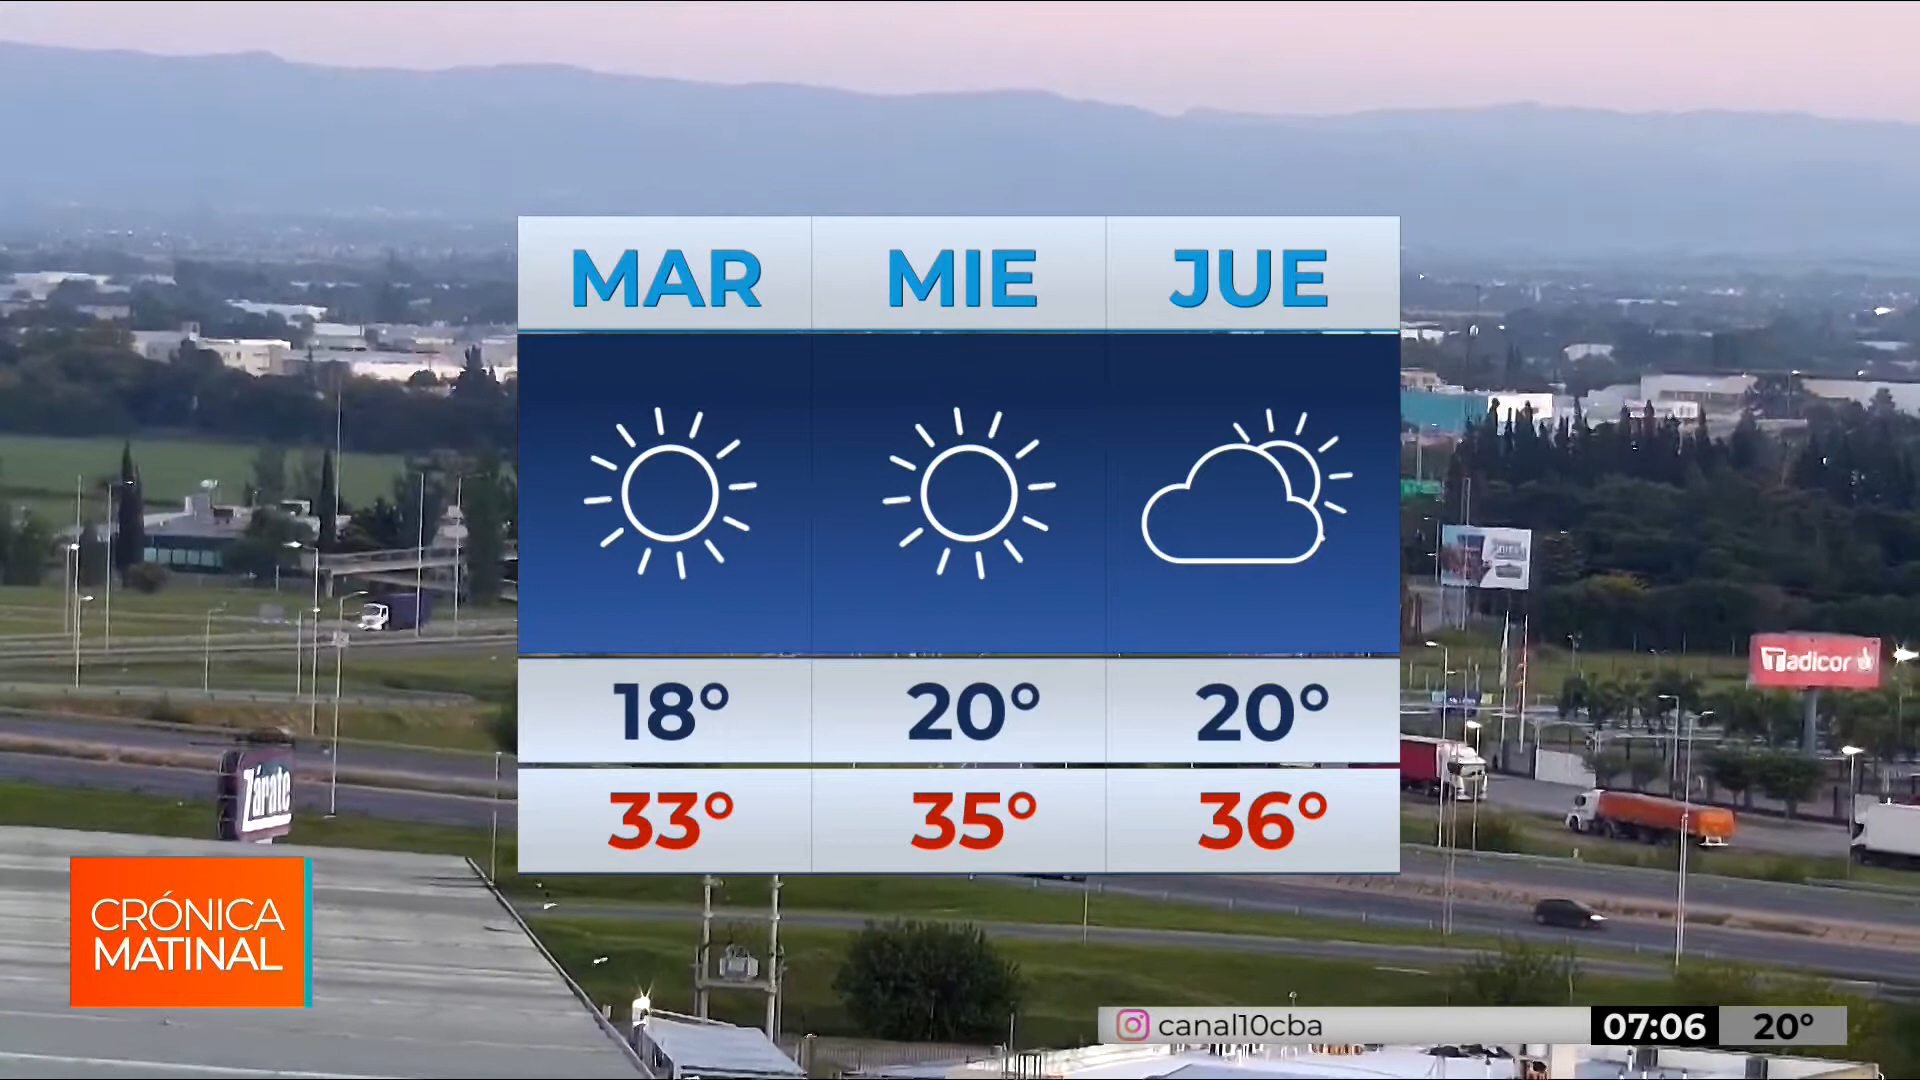 MAR MIE JUE
18° 20° 20°
33° 35° 36°
Tadicor
Zárate
CRÓNICA
MATINAL
canal10cba 07:06 20°